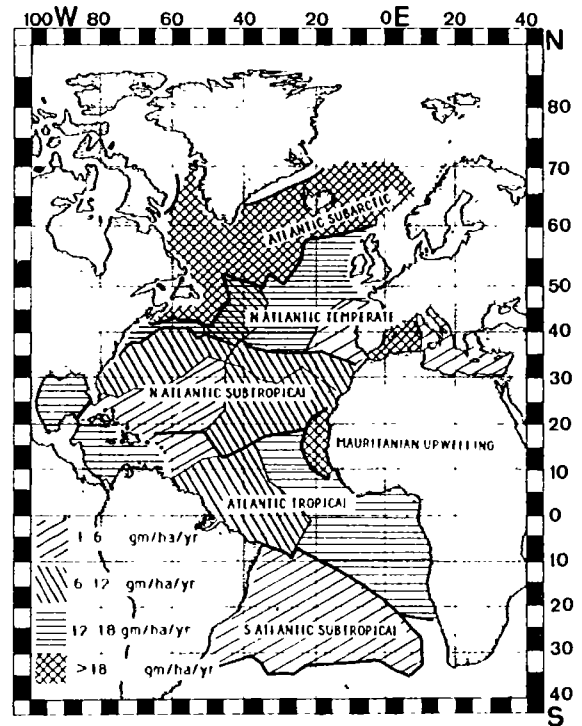 100 W 80 60 40 20 0 E 20 40
N
80
70
60
50
40
30
20
10
0
10
20
30
40
S
ATLANTIC SUBARCTIC
N ATLANTIC TEMPERATE
N ATLANTIC SUBTROPICAL
MAURITANIAN UPWELLING
ATLANTIC TROPICAL
S ATLANTIC SUBTROPICAL
1 6 gm/ha/yr
6 12 gm/ha/yr
12 18 gm/ha/yr
>18 gm/ha/yr